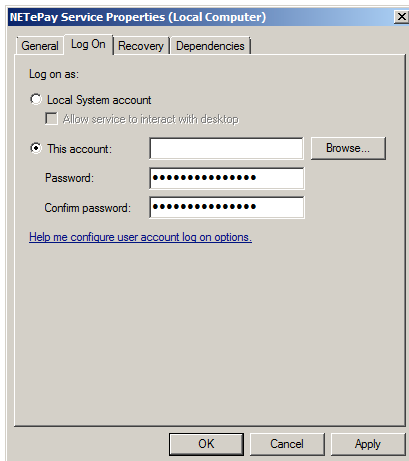 NETePay Service Properties (Local Computer)
General Log On Recovery Dependencies
Log on as:
Local System account
Allow service to interact with desktop
This account: Browse...
Password: •••••••••••••••
Confirm password: •••••••••••••••
Help me configure user account log on options.
OK Cancel Apply